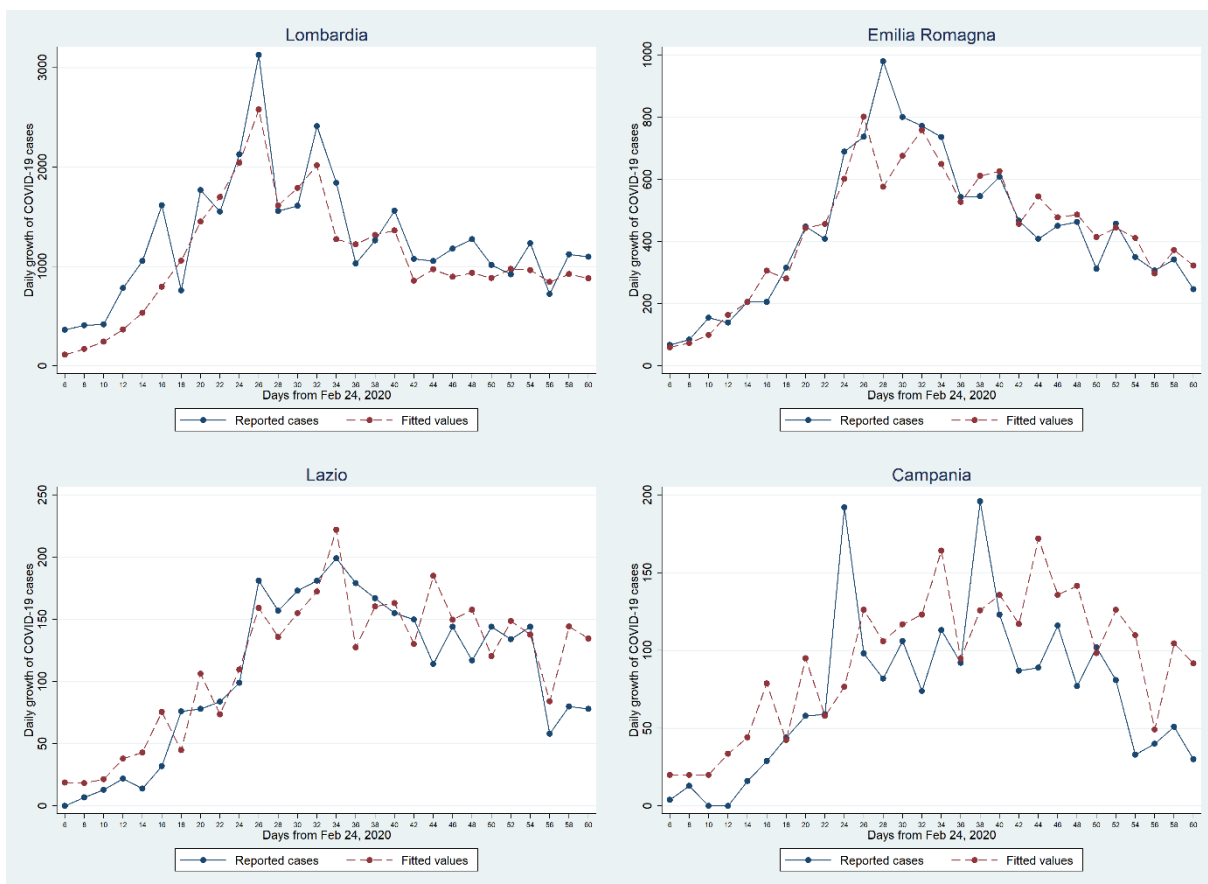 Lombardia
Daily growth of COVID-19 cases
3000
2000
1000
0
6 8 10 12 14 16 18 20 22 24 26 28 30 32 34 36 38 40 42 44 46 48 50 52 54 56 58 60
Days from Feb 24, 2020
Reported cases Fitted values
Emilia Romagna
Daily growth of COVID-19 cases
1000
800
600
400
200
0
6 8 10 12 14 16 18 20 22 24 26 28 30 32 34 36 38 40 42 44 46 48 50 52 54 56 58 60
Days from Feb 24, 2020
Reported cases Fitted values
Lazio
Daily growth of COVID-19 cases
250
200
150
100
50
0
6 8 10 12 14 16 18 20 22 24 26 28 30 32 34 36 38 40 42 44 46 48 50 52 54 56 58 60
Days from Feb 24, 2020
Reported cases Fitted values
Campania
Daily growth of COVID-19 cases
200
150
100
50
0
6 8 10 12 14 16 18 20 22 24 26 28 30 32 34 36 38 40 42 44 46 48 50 52 54 56 58 60
Days from Feb 24, 2020
Reported cases Fitted values